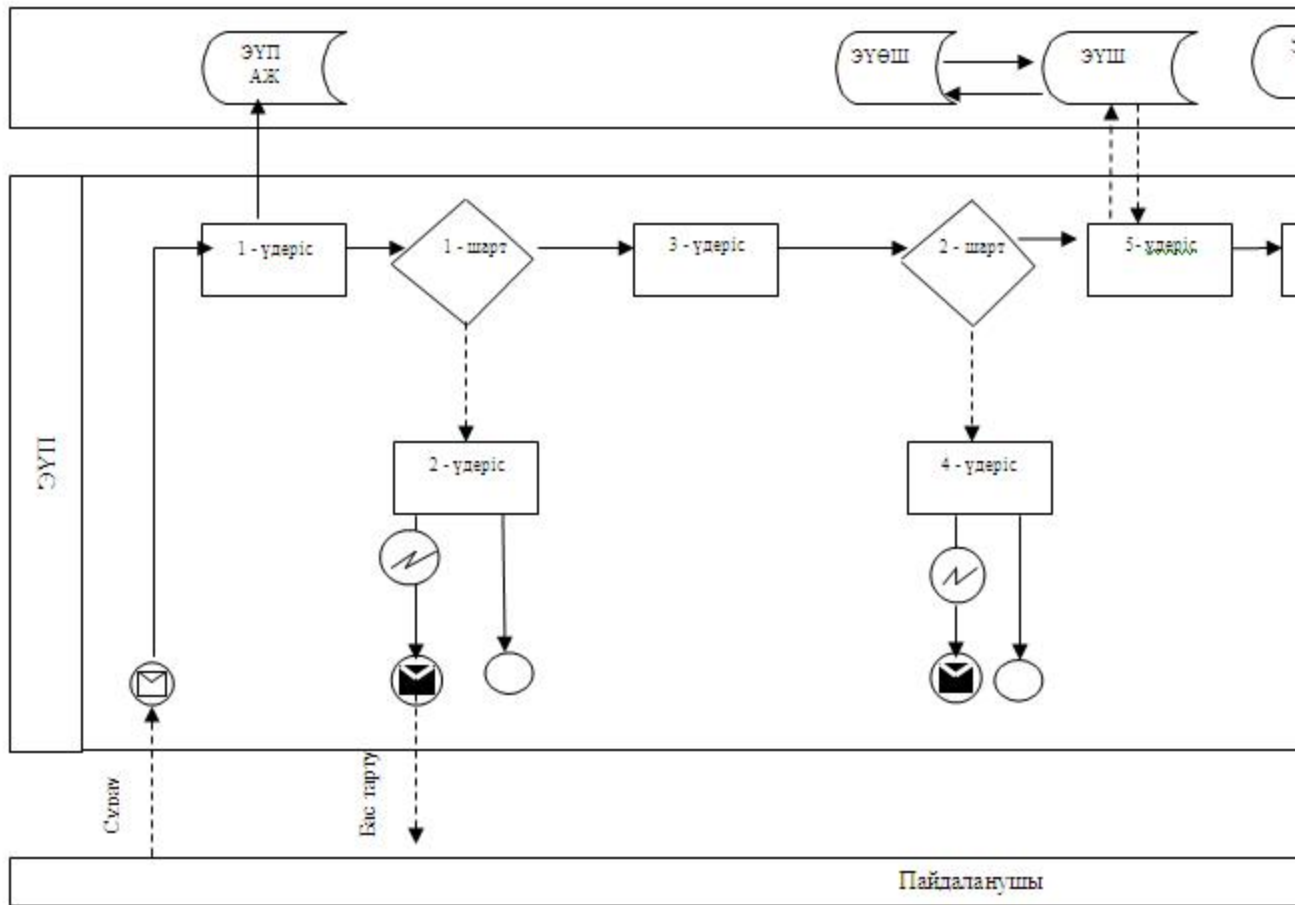 ЭҮП
АЖ
ЭҮӨШ
ЭҮШ
1 - үдеріс
1 - шарт
3 - үдеріс
2 - шарт
5- үдеріс
2 - үдеріс
4 - үдеріс
ЭҮП
Сұрау
Бас тарту
Пайдаланушы